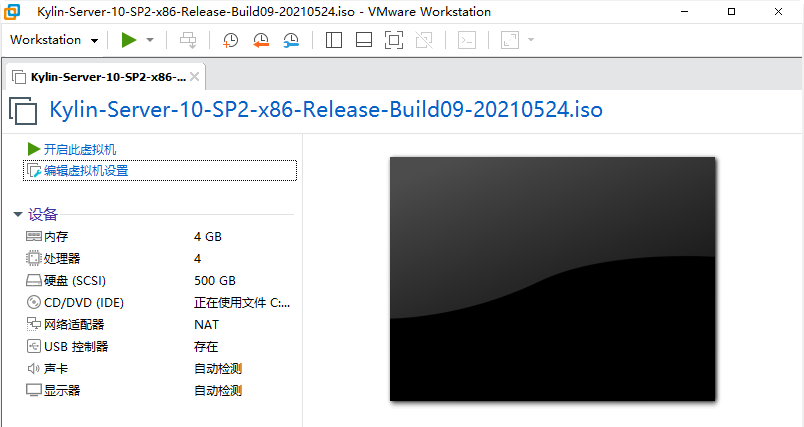 Kylin-Server-10-SP2-x86-Release-Build09-20210524.iso - VMware Workstation
Workstation
Kylin-Server-10-SP2-x86-...
Kylin-Server-10-SP2-x86-Release-Build09-20210524.iso
开启此虚拟机
编辑虚拟机设置
设备
内存 4 GB
处理器 4
硬盘 (SCSI) 500 GB
CD/DVD (IDE) 正在使用文件 C:...
网络适配器 NAT
USB 控制器 存在
声卡 自动检测
显示器 自动检测